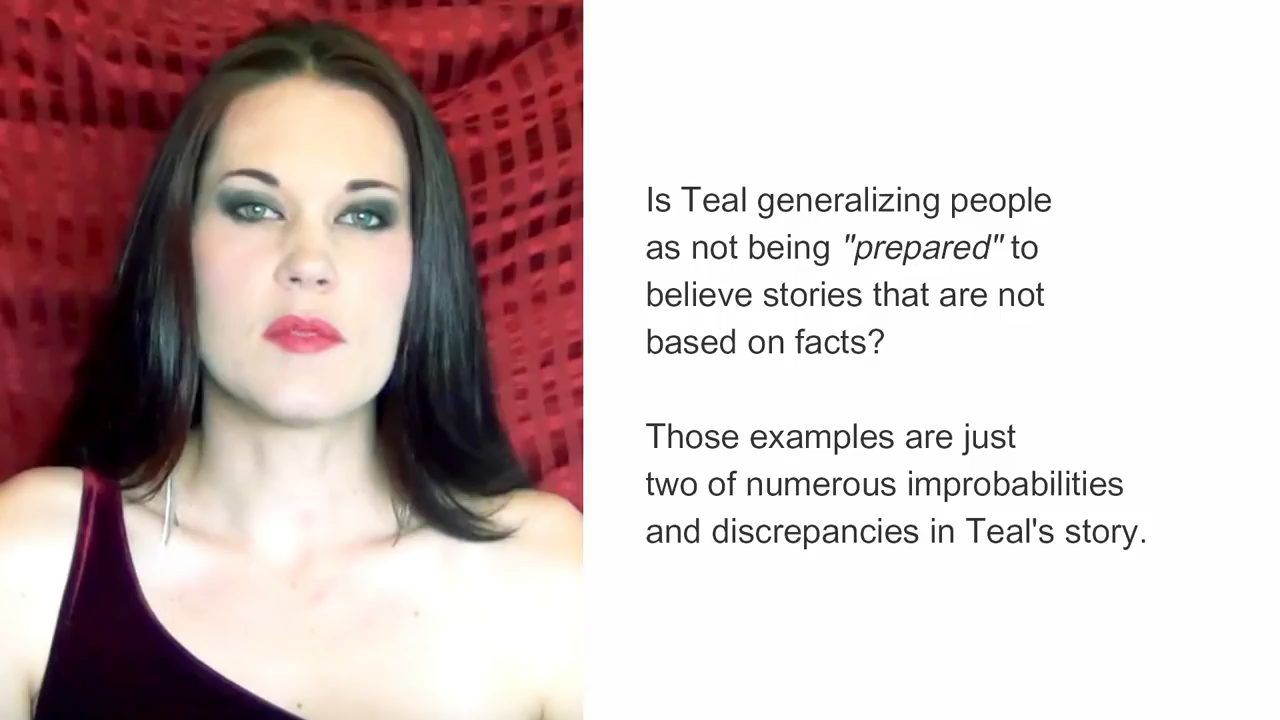 Is Teal generalizing people
as not being "prepared" to
believe stories that are not
based on facts?
Those examples are just
two of numerous improbabilities
and discrepancies in Teal's story.